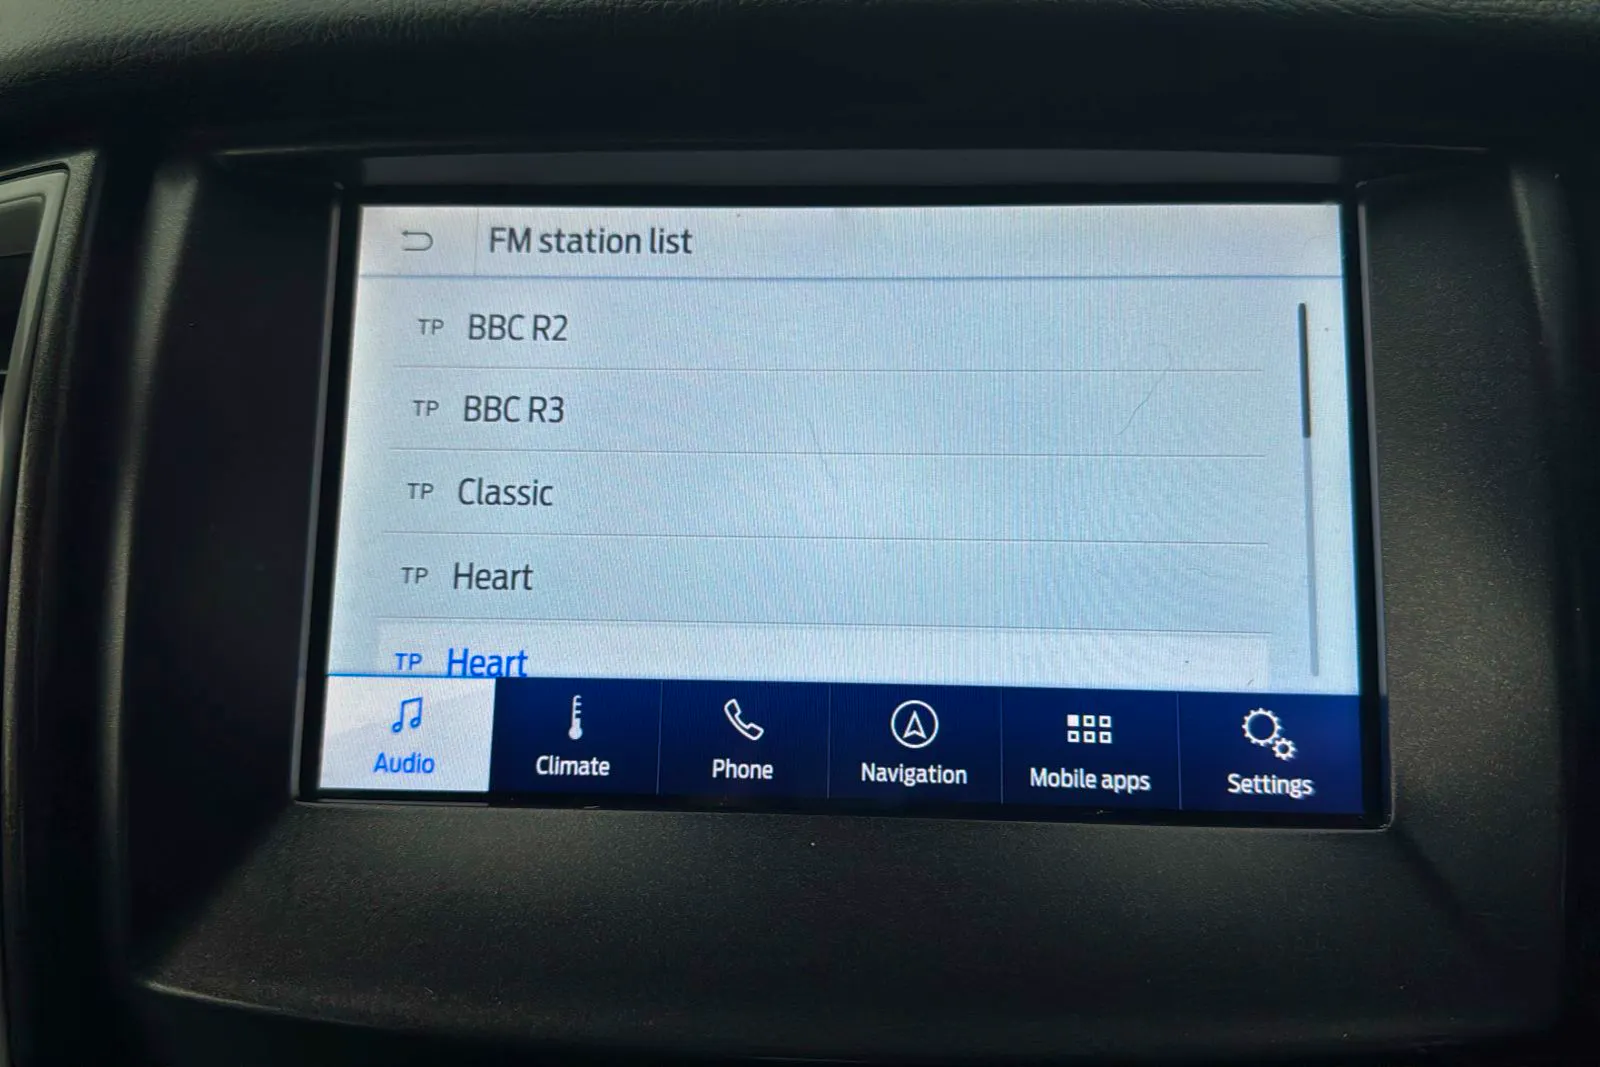 FM station list
TP BBC R2
TP BBC R3
TP Classic
TP Heart
TP Heart
Audio Climate Phone Navigation Mobile apps Settings